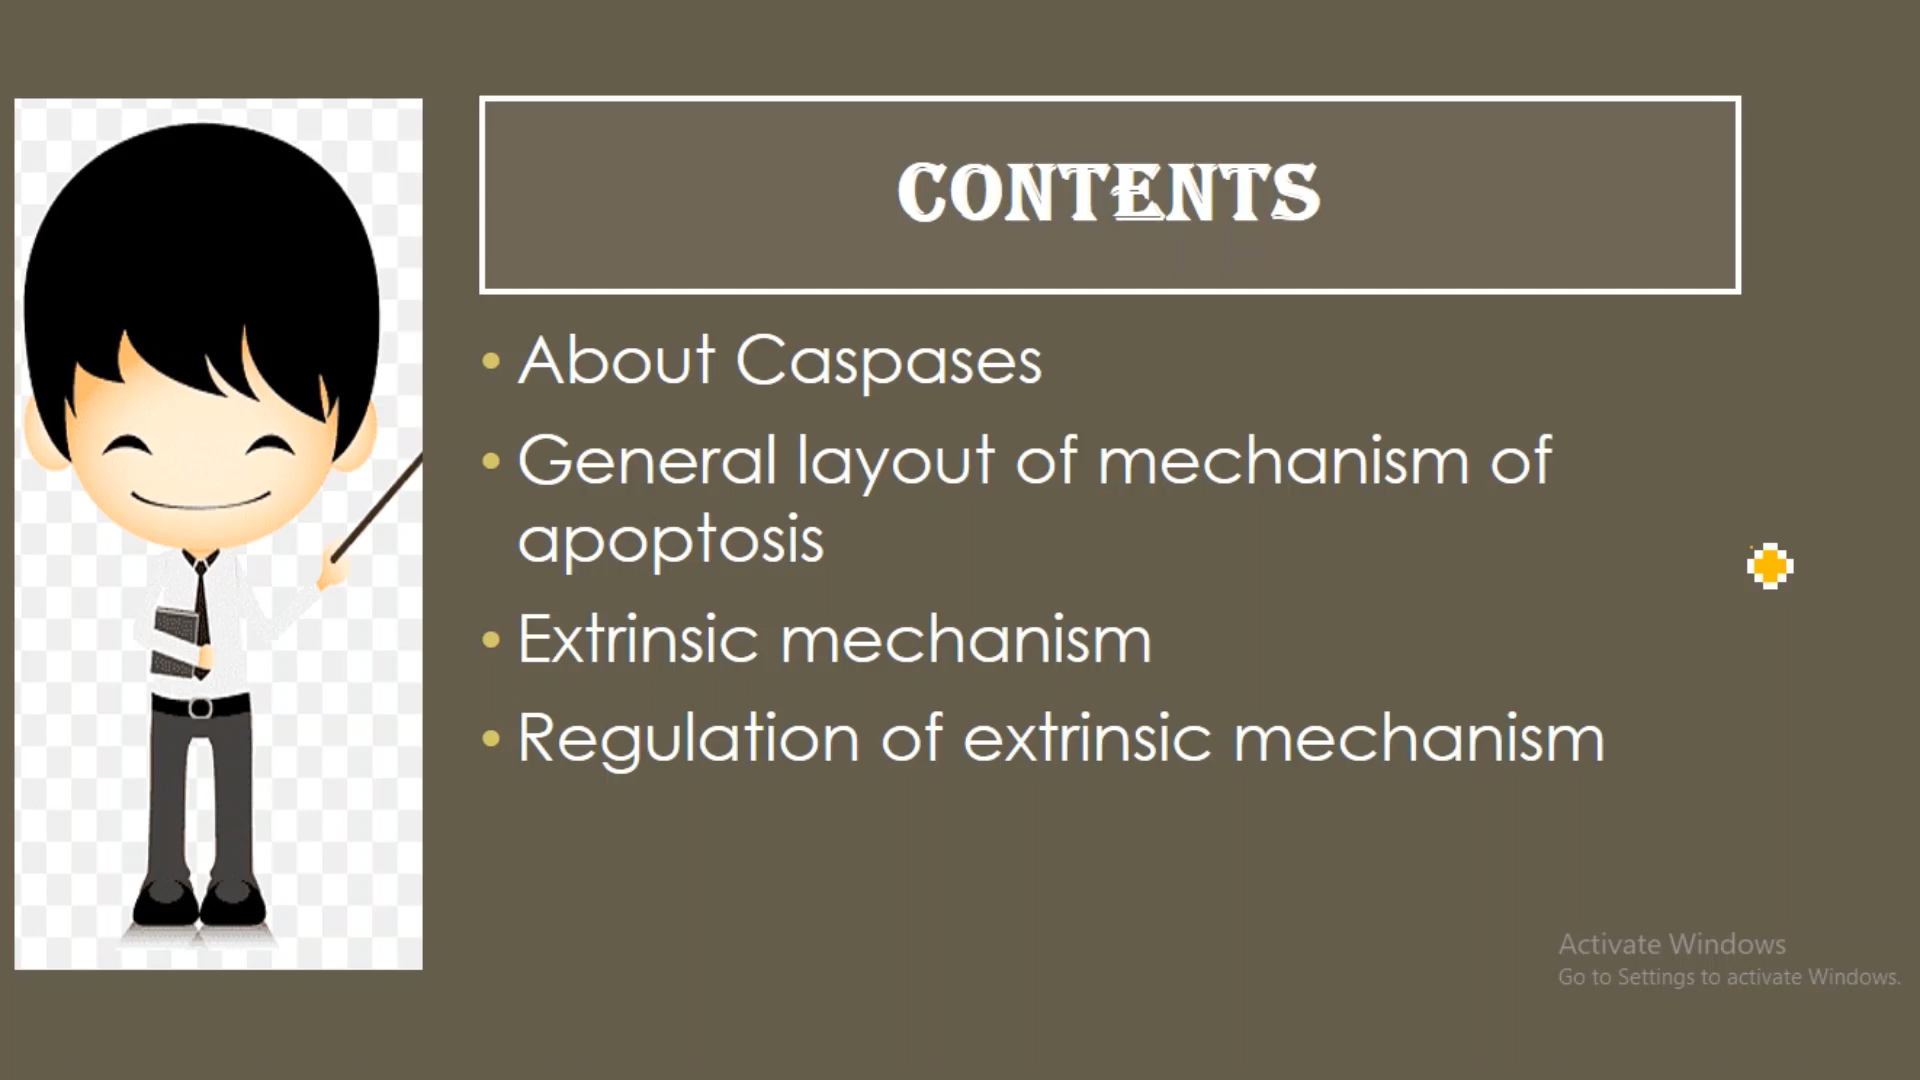 CONTENTS
• About Caspases
• General layout of mechanism of
apoptosis
• Extrinsic mechanism
• Regulation of extrinsic mechanism
Activate Windows
Go to Settings to activate Windows.